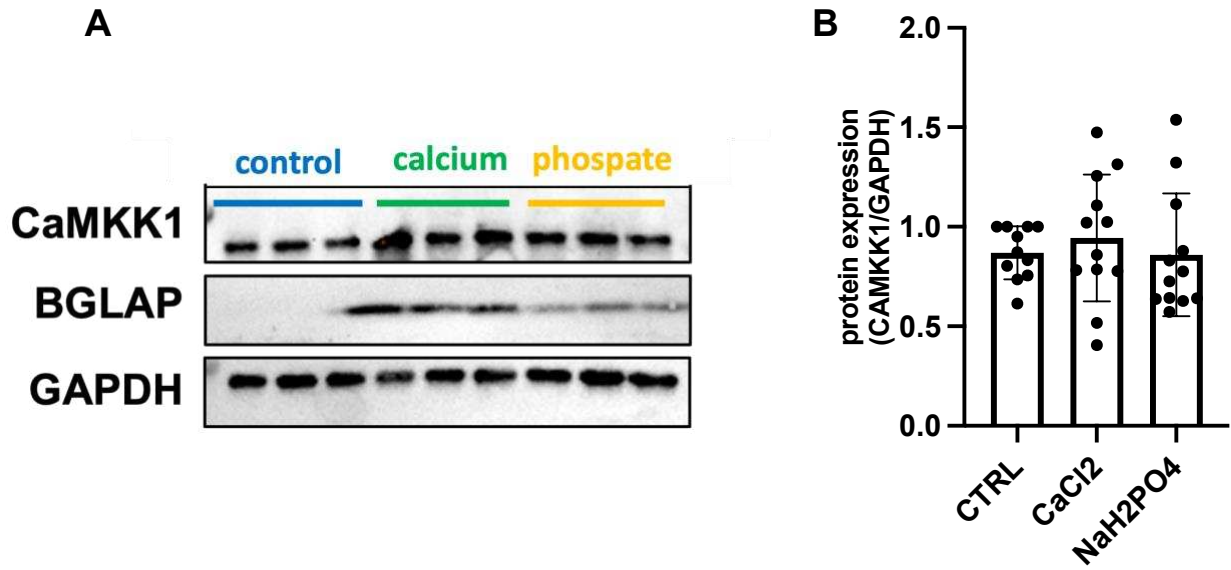 A
control calcium phospate
CaMKK1
BGLAP
GAPDH
B
protein expression
(CAMKK1/GAPDH)
2.0
1.5
1.0
0.5
0.0
CTRL
CaCl2
NaH2PO4